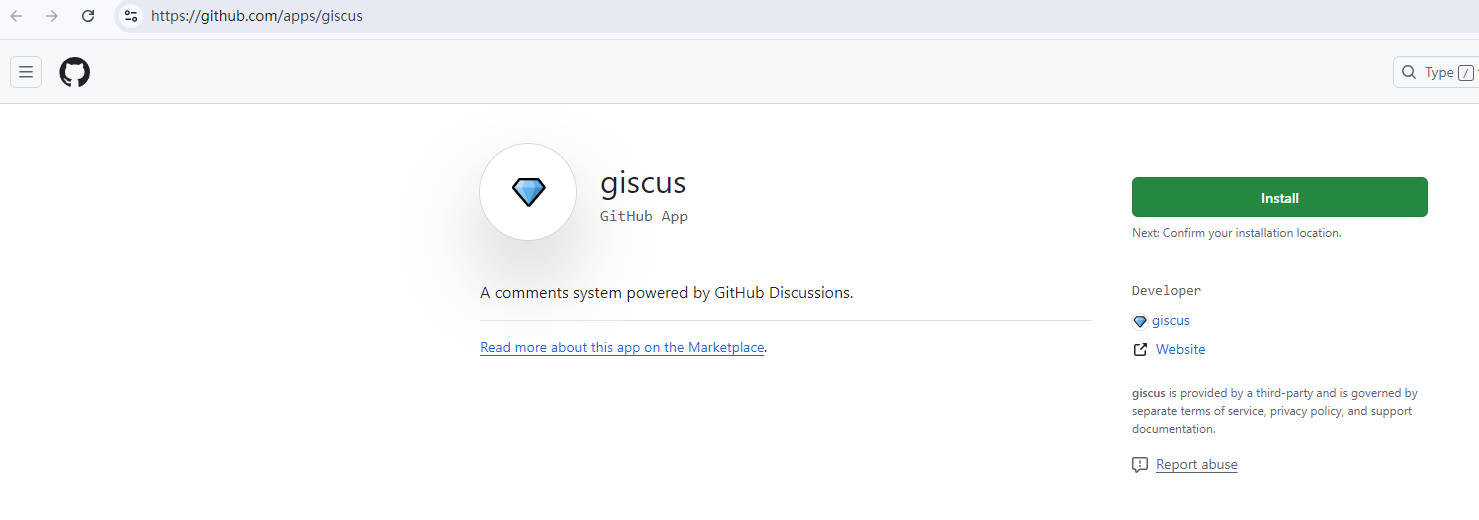 https://github.com/apps/giscus
Type /
giscus
GitHub App
A comments system powered by GitHub Discussions.
Read more about this app on the Marketplace.
Install
Next: Confirm your installation location.
Developer
giscus
Website
giscus is provided by a third-party and is governed by
separate terms of service, privacy policy, and support
documentation.
Report abuse